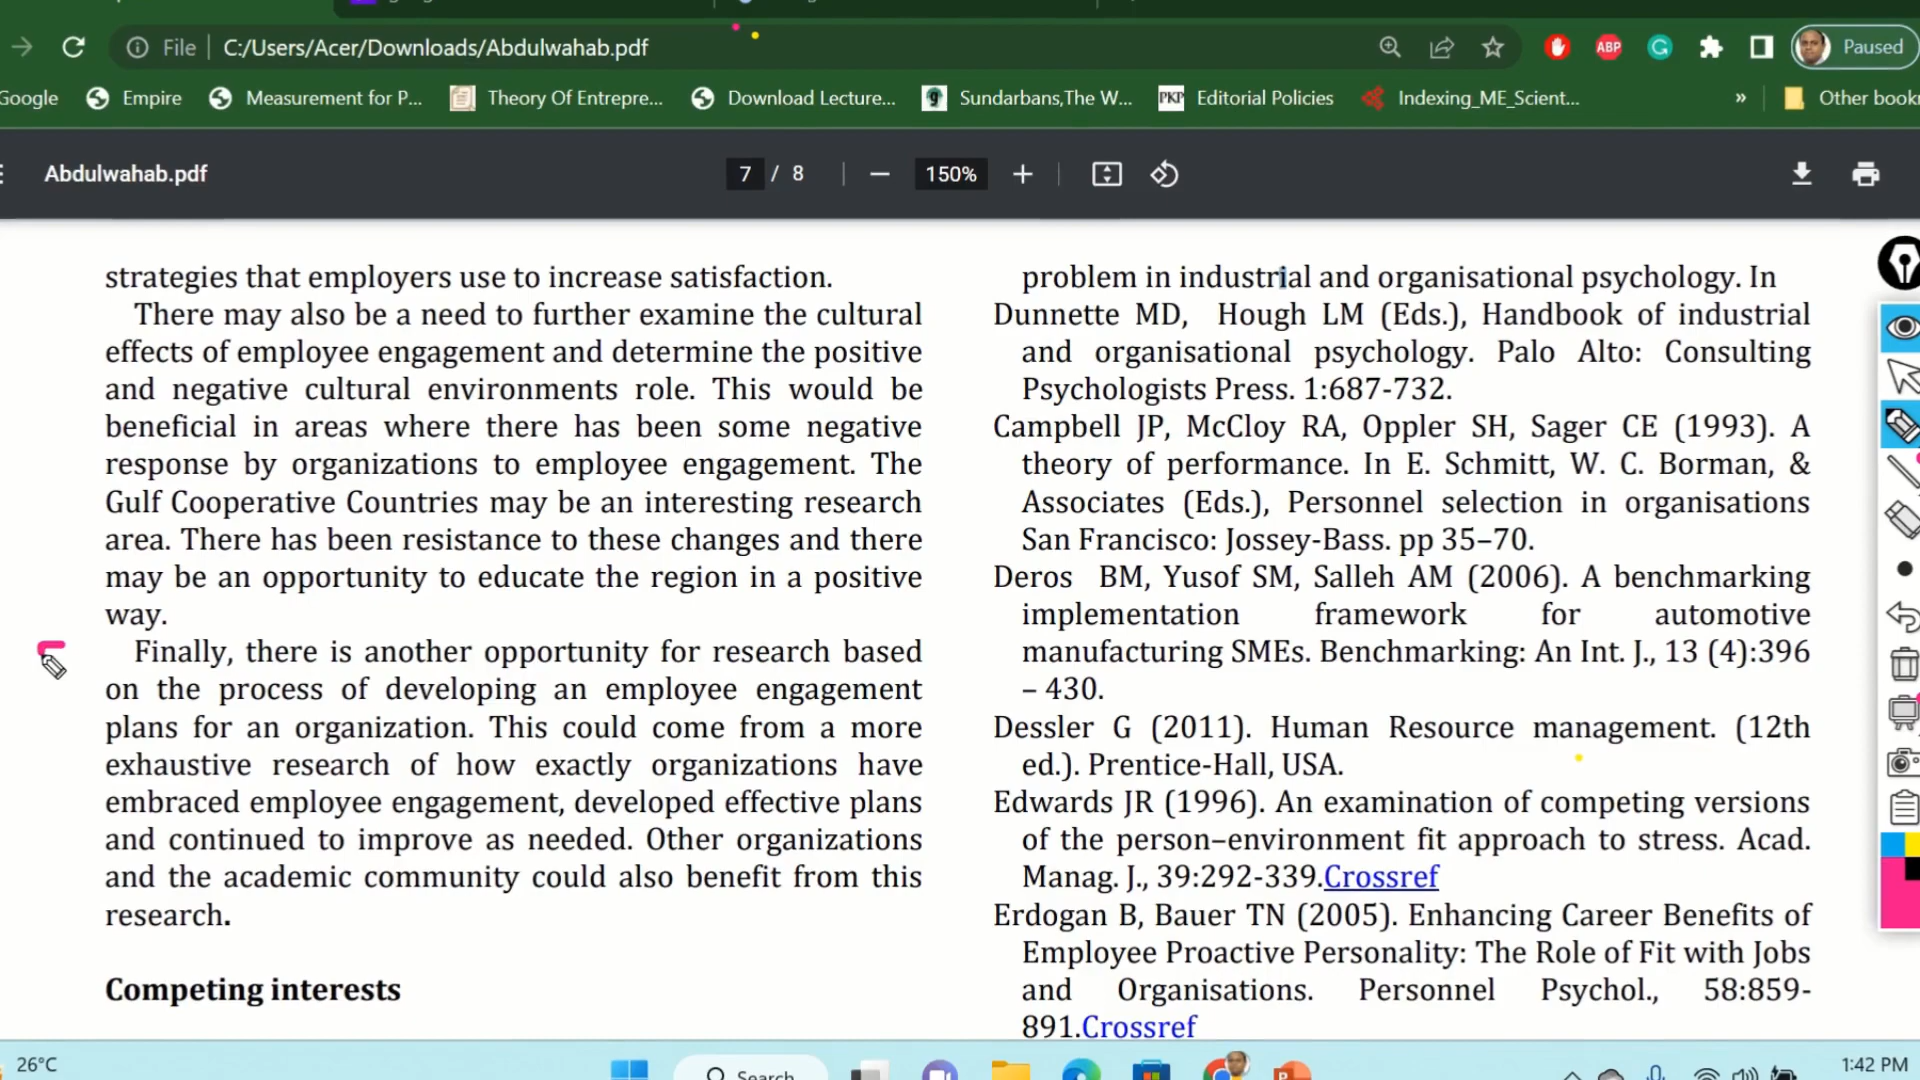 File
C:/Users/Acer/Downloads/Abdulwahab.pdf
Paused
Google
Empire
Measurement for P...
Theory Of Entrepre...
Download Lecture...
Sundarbans,The W...
PKP
Editorial Policies
Indexing_ME_Scient...
»
Other book
ABP
Abdulwahab.pdf
7 / 8
150%
strategies that employers use to increase satisfaction.
There may also be a need to further examine the cultural
effects of employee engagement and determine the positive
and negative cultural environments role. This would be
beneficial in areas where there has been some negative
response by organizations to employee engagement. The
Gulf Cooperative Countries may be an interesting research
area. There has been resistance to these changes and there
may be an opportunity to educate the region in a positive
way.
Finally, there is another opportunity for research based
on the process of developing an employee engagement
plans for an organization. This could come from a more
exhaustive research of how exactly organizations have
embraced employee engagement, developed effective plans
and continued to improve as needed. Other organizations
and the academic community could also benefit from this
research.
Competing interests
problem in industrial and organisational psychology. In
Dunnette MD, Hough LM (Eds.), Handbook of industrial
and organisational psychology. Palo Alto: Consulting
Psychologists Press. 1:687-732.
Campbell JP, McCloy RA, Oppler SH, Sager CE (1993). A
theory of performance. In E. Schmitt, W. C. Borman, &
Associates (Eds.), Personnel selection in organisations
San Francisco: Jossey-Bass. pp 35–70.
Deros BM, Yusof SM, Salleh AM (2006). A benchmarking
implementation framework for automotive
manufacturing SMEs. Benchmarking: An Int. J., 13 (4):396
– 430.
Dessler G (2011). Human Resource management. (12th
ed.). Prentice-Hall, USA.
Edwards JR (1996). An examination of competing versions
of the person–environment fit approach to stress. Acad.
Manag. J., 39:292-339.Crossref
Erdogan B, Bauer TN (2005). Enhancing Career Benefits of
Employee Proactive Personality: The Role of Fit with Jobs
and Organisations. Personnel Psychol., 58:859-
891.Crossref
26°C
Search
1:42 PM